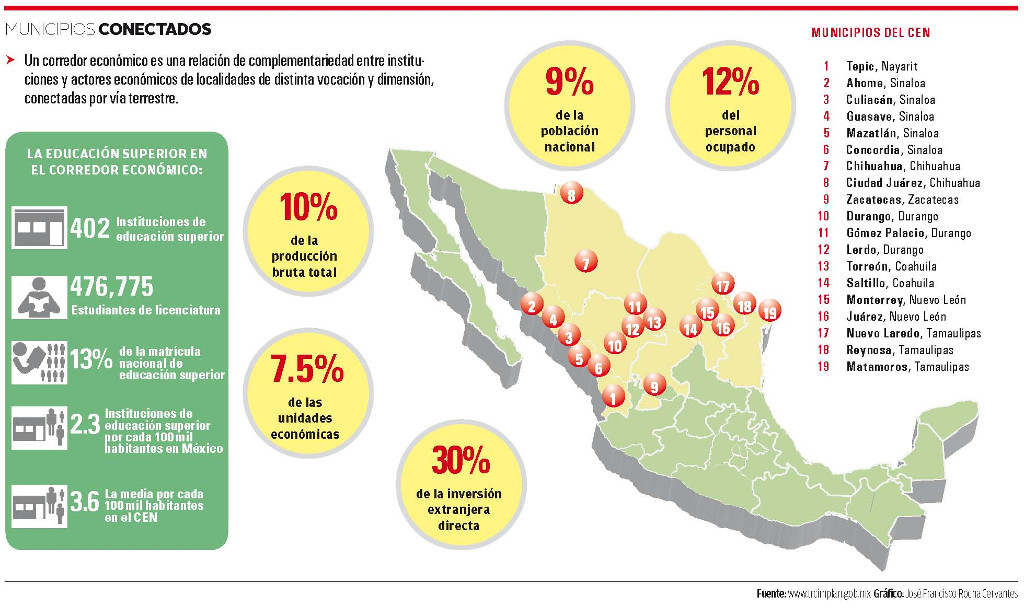 MUNICIPIOS CONECTADOS
➤ Un corredor económico es una relación de complementariedad entre institu-
ciones y actores económicos de localidades de distinta vocación y dimensión,
conectadas por vía terrestre.
LA EDUCACIÓN SUPERIOR EN
EL CORREDOR ECONÓMICO:
402 Instituciones de
educación superior
476,775
Estudiantes de licenciatura
13% de la matrícula
nacional de
educación superior
2.3 Instituciones de
educación superior
por cada 100 mil
habitantes en México
3.6 La media por cada
100 mil habitantes
en el CEN
10%
de la
producción
bruta total
7.5%
de las
unidades
económicas
9%
de la
población
nacional
12%
del
personal
ocupado
30%
de la inversión
extranjera
directa
8
7
17
2
11
15
18
19
4
12
13
14
16
3
10
5
6
9
1
MUNICIPIOS DEL CEN
1 Tepic, Nayarit
2 Ahome, Sinaloa
3 Culiacán, Sinaloa
4 Guasave, Sinaloa
5 Mazatlán, Sinaloa
6 Concordia, Sinaloa
7 Chihuahua, Chihuahua
8 Ciudad Juárez, Chihuahua
9 Zacatecas, Zacatecas
10 Durango, Durango
11 Gómez Palacio, Durango
12 Lerdo, Durango
13 Torreón, Coahuila
14 Saltillo, Coahuila
15 Monterrey, Nuevo León
16 Juárez, Nuevo León
17 Nuevo Laredo, Tamaulipas
18 Reynosa, Tamaulipas
19 Matamoros, Tamaulipas
Fuente: www.trcimplan.gob.mx Gráfico: José Francisco Rocha Cervantes